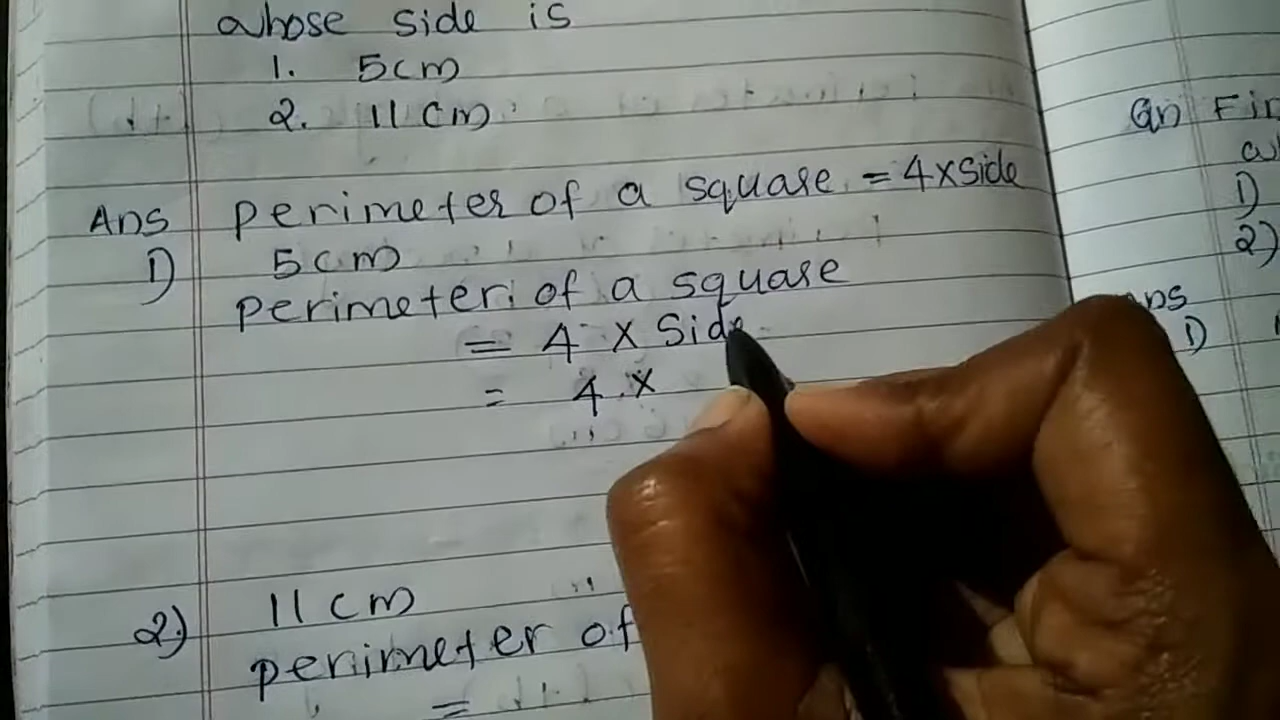 whose side is
1. 5cm
2. 11 cm
Ans perimeter of a square = 4xside
1) 5cm
perimeter of a square
= 4 x Side
= 4 x
2) 11 cm
perimeter of
=
Qn Fin
1)
2)
Ans
1)